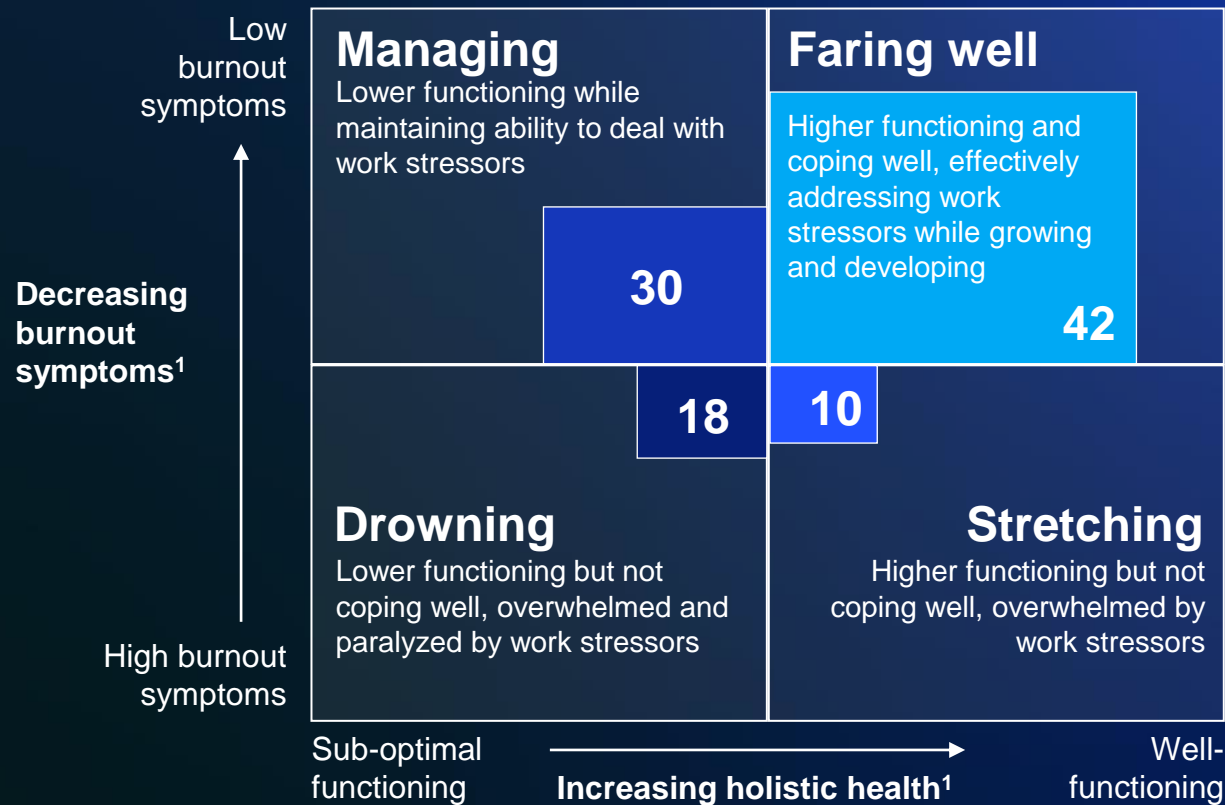 Low
burnout
symptoms
Decreasing
burnout
symptoms1
High burnout
symptoms
Managing
Lower functioning while
maintaining ability to deal with
work stressors
30
Faring well
Higher functioning and
coping well, effectively
addressing work
stressors while growing
and developing
42
18
Drowning
Lower functioning but not
coping well, overwhelmed and
paralyzed by work stressors
10
Stretching
Higher functioning but not
coping well, overwhelmed by
work stressors
Sub-optimal
functioning
Increasing holistic health1
Well-
functioning